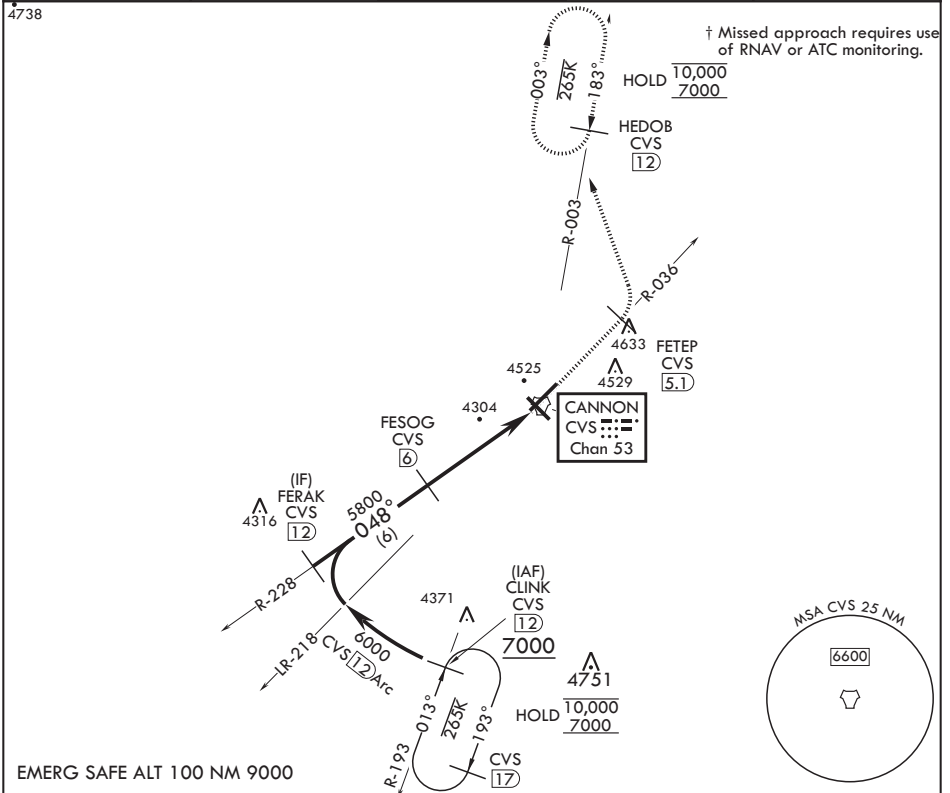 4738
† Missed approach requires use
of RNAV or ATC monitoring.
003°
265K
183°
HOLD 10,000
7000
HEDOB
CVS
12
R-003
R-036
4633
FETEP
CVS
5.1
4525
4529
4304
CANNON
CVS
Chan 53
FESOG
CVS
6
(IF)
FERAK
CVS
12
4316
5800
048°
(6)
R-228
LR-218
6000
CVS 12 Arc
4371
(IAF)
CLINK
CVS
12
7000
4751
HOLD 10,000
7000
013°
265K
193°
R-193
CVS
17
MSA CVS 25 NM
6600
EMERG SAFE ALT 100 NM 9000